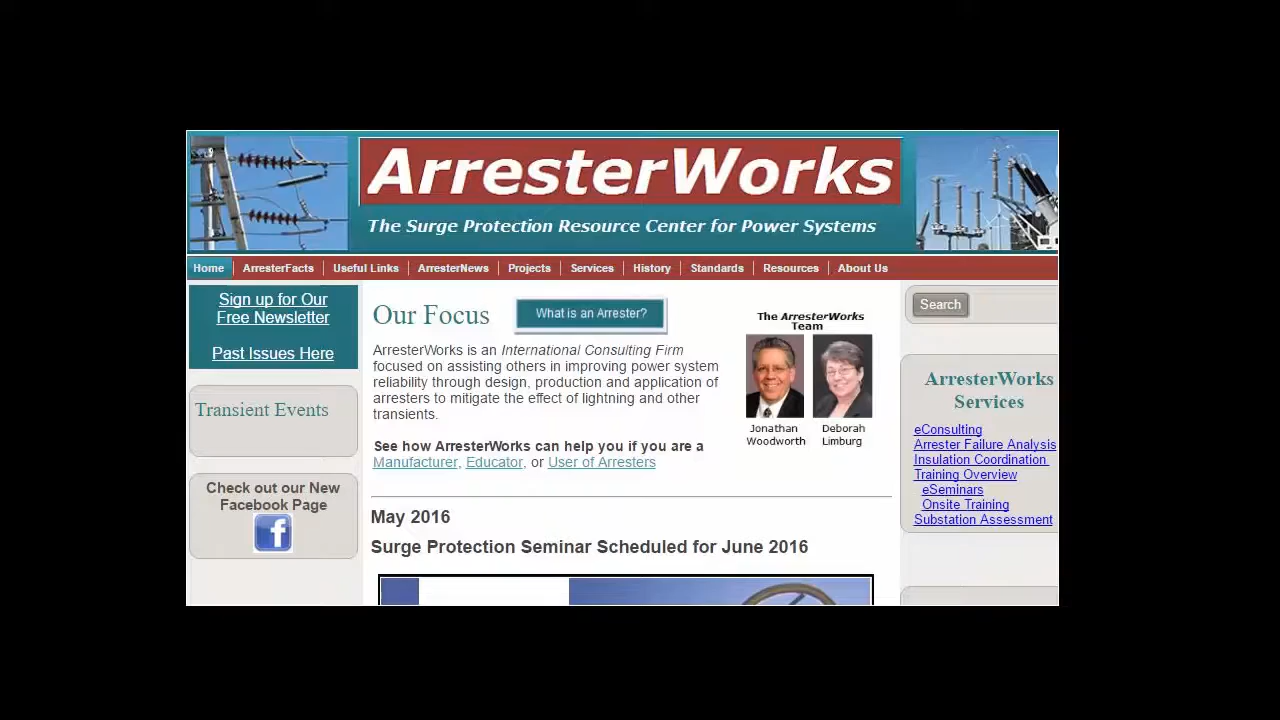 ArresterWorks
The Surge Protection Resource Center for Power Systems
Home ArresterFacts Useful Links ArresterNews Projects Services History Standards Resources About Us
Sign up for Our
Free Newsletter
Past Issues Here
Transient Events
Check out our New
Facebook Page
f
Our Focus
What is an Arrester?
ArresterWorks is an International Consulting Firm
focused on assisting others in improving power system
reliability through design, production and application of
arresters to mitigate the effect of lightning and other
transients.
See how ArresterWorks can help you if you are a
Manufacturer, Educator, or User of Arresters
The ArresterWorks
Team
Jonathan
Woodworth
Deborah
Limburg
May 2016
Surge Protection Seminar Scheduled for June 2016
Search
ArresterWorks
Services
eConsulting
Arrester Failure Analysis
Insulation Coordination
Training Overview
eSeminars
Onsite Training
Substation Assessment